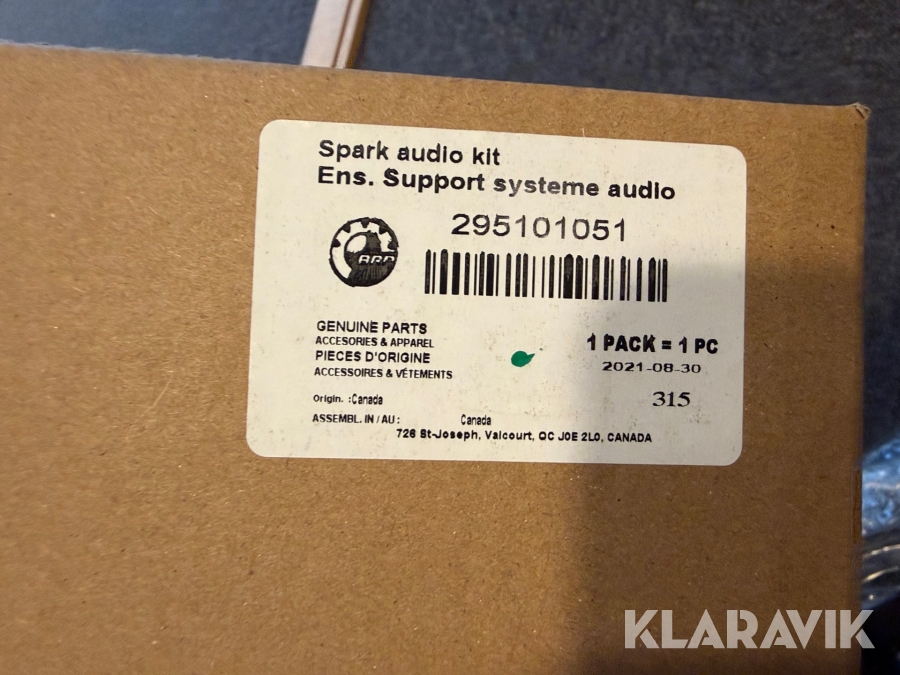 Spark audio kit
Ens. Support systeme audio
295101051
BRP
GENUINE PARTS
ACCESORIES & APPAREL
PIECES D'ORIGINE
ACCESSOIRES & VÉTEMENTS
1 PACK = 1 PC
2021-08-30
315
Origin. :Canada
ASSEMBL. IN / AU : Canada
726 St-Joseph, Valcourt, QC J0E 2L0, CANADA
KLARAVIK